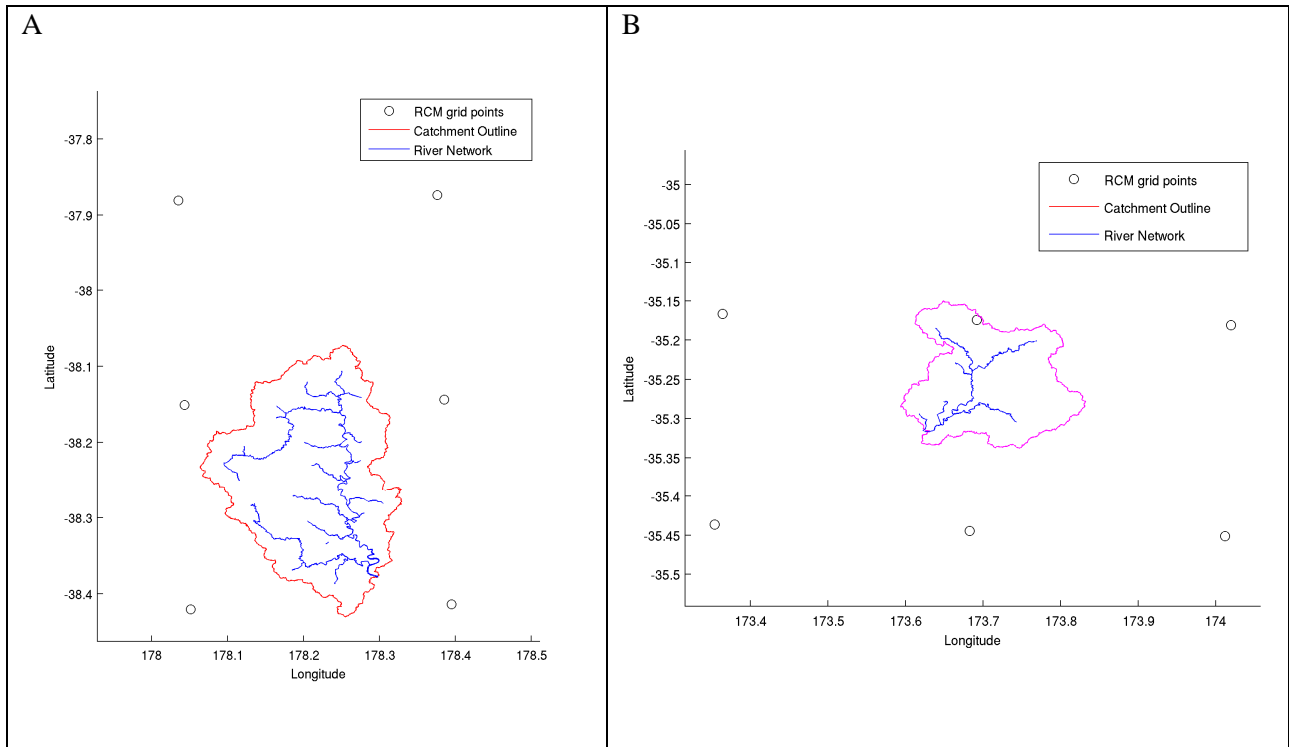 A
RCM grid points
Catchment Outline
River Network
-37.8
-37.9
-38
-38.1
-38.2
-38.3
-38.4
Latitude
178
178.1
178.2
178.3
178.4
178.5
Longitude
B
RCM grid points
Catchment Outline
River Network
-35
-35.05
-35.1
-35.15
-35.2
-35.25
-35.3
-35.35
-35.4
-35.45
-35.5
Latitude
173.4
173.5
173.6
173.7
173.8
173.9
174
Longitude